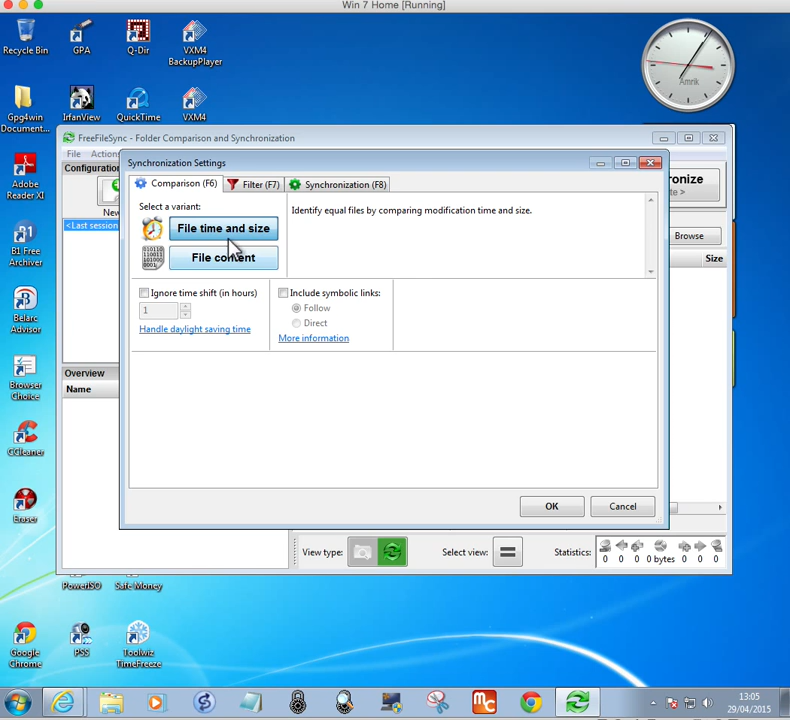 Win 7 Home [Running]
Recycle Bin
GPA
Q-Dir
VXM4
BackupPlayer
Gpg4win
Document...
IrfanView
QuickTime
VXM4
Amrik
FreeFileSync - Folder Comparison and Synchronization
File
Action
Configuration
New
<Last session
Synchronization Settings
Comparison (F6)
Filter (F7)
Synchronization (F8)
Select a variant:
File time and size
File content
Identify equal files by comparing modification time and size.
Ignore time shift (in hours)
1
Handle daylight saving time
Include symbolic links:
Follow
Direct
More information
OK
Cancel
Browse
Size
Overview
Name
View type:
Select view:
Statistics:
0 0 0 0 bytes 0 0 0
Adobe
Reader XI
B1 Free
Archiver
Belarc
Advisor
Browser
Choice
CCleaner
Eraser
PowerISO
Safe Money
Google
Chrome
PSS
Toolwiz
TimeFreeze
13:05
29/04/2015